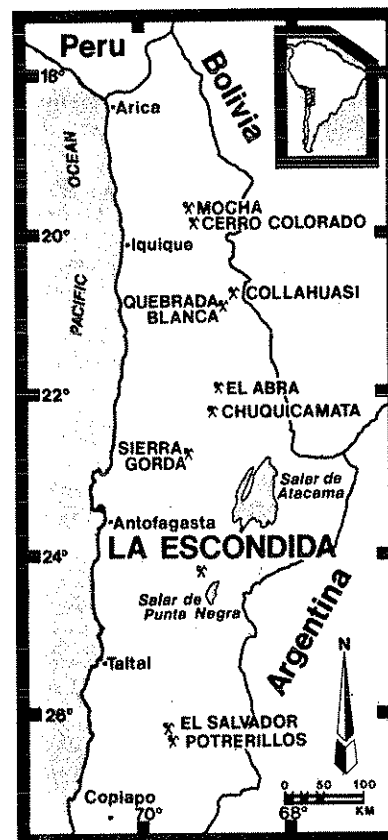 Peru
Bolivia
18°
Arica
OCEAN
MOCHA
CERRO COLORADO
20°
Iquique
PACIFIC
QUEBRADA
BLANCA
COLLAHUASI
22°
EL ABRA
CHUQUICAMATA
SIERRA
GORDA
Salar de
Atacama
Antofagasta
LA ESCONDIDA
24°
Salar de
Punta Negra
Argentina
Taltal
N
26°
EL SALVADOR
POTRERILLOS
Copiapo
70°
68°
0 50 100
KM